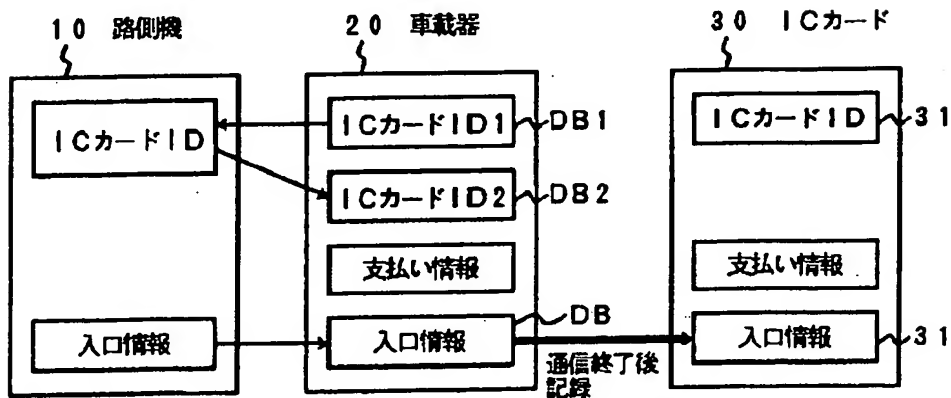 10 路側機
20 車載器
30 ICカード
ICカードID
ICカードID1
DB1
ICカードID
31
ICカードID2
DB2
支払い情報
支払い情報
入口情報
入口情報
DB
入口情報
31
通信終了後
記録